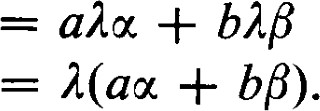 = aλα + bλβ
= λ(aα + bβ).